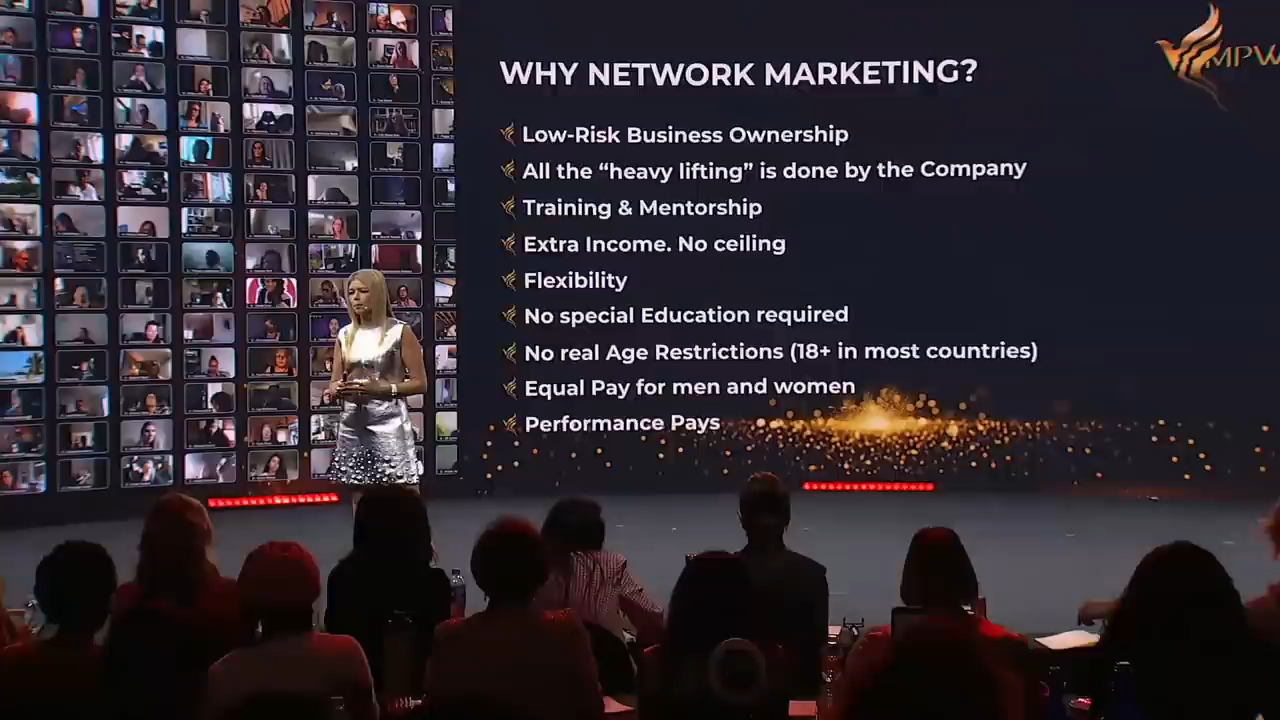 WHY NETWORK MARKETING?
Low-Risk Business Ownership
All the “heavy lifting” is done by the Company
Training & Mentorship
Extra Income. No ceiling
Flexibility
No special Education required
No real Age Restrictions (18+ in most countries)
Equal Pay for men and women
Performance Pays
MPW